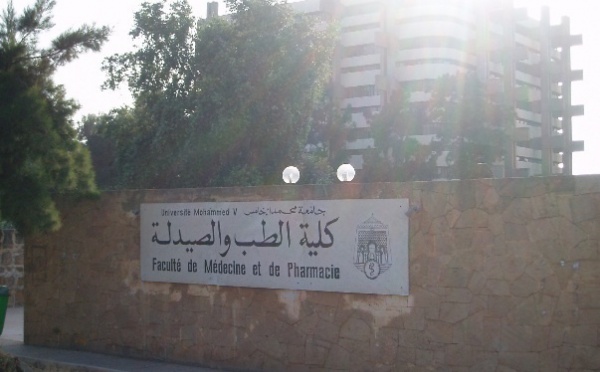 Université Mohammed V جامعة محمد الخامس
كلية الطب والصيدلة
Faculté de Médecine et de Pharmacie